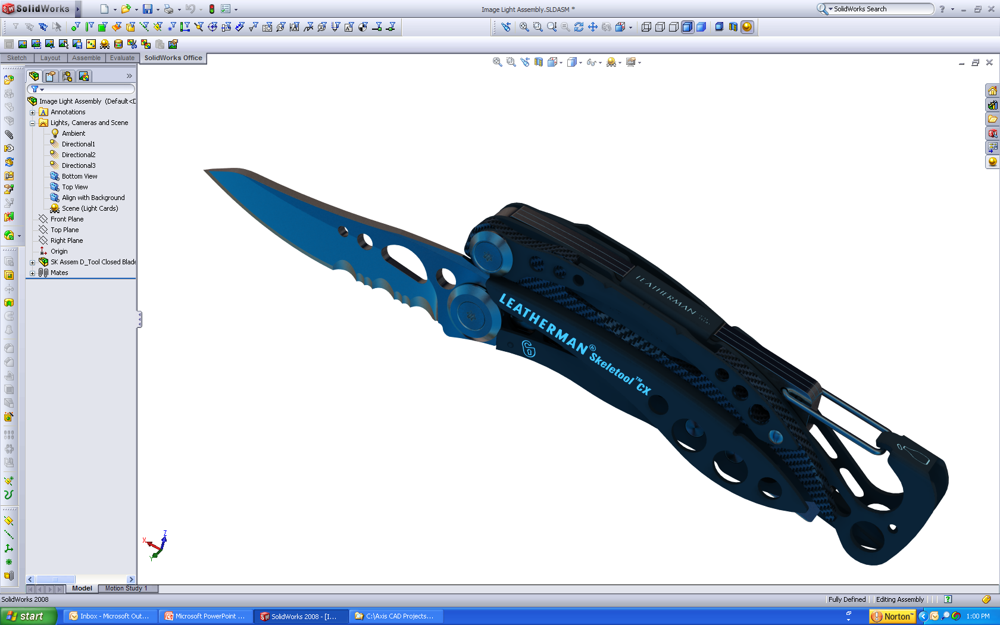 SolidWorks
Image Light Assembly.SLDASM *
SolidWorks Search
Sketch
Layout
Assemble
Evaluate
SolidWorks Office
Image Light Assembly (Default<D
Annotations
Lights, Cameras and Scene
Ambient
Directional1
Directional2
Directional3
Bottom View
Top View
Align with Background
Scene (Light Cards)
Front Plane
Top Plane
Right Plane
Origin
SK Assem D_Tool Closed Blade
Mates
LEATHERMAN
LEATHERMAN®
Skeletool™ CX
6
X
Y
Z
Model
Motion Study 1
SolidWorks 2008
Fully Defined
Editing Assembly
start
Inbox - Microsoft Out...
Microsoft PowerPoint ...
SolidWorks 2008 - [I...
C:\Axis CAD Projects...
Norton™
1:00 PM